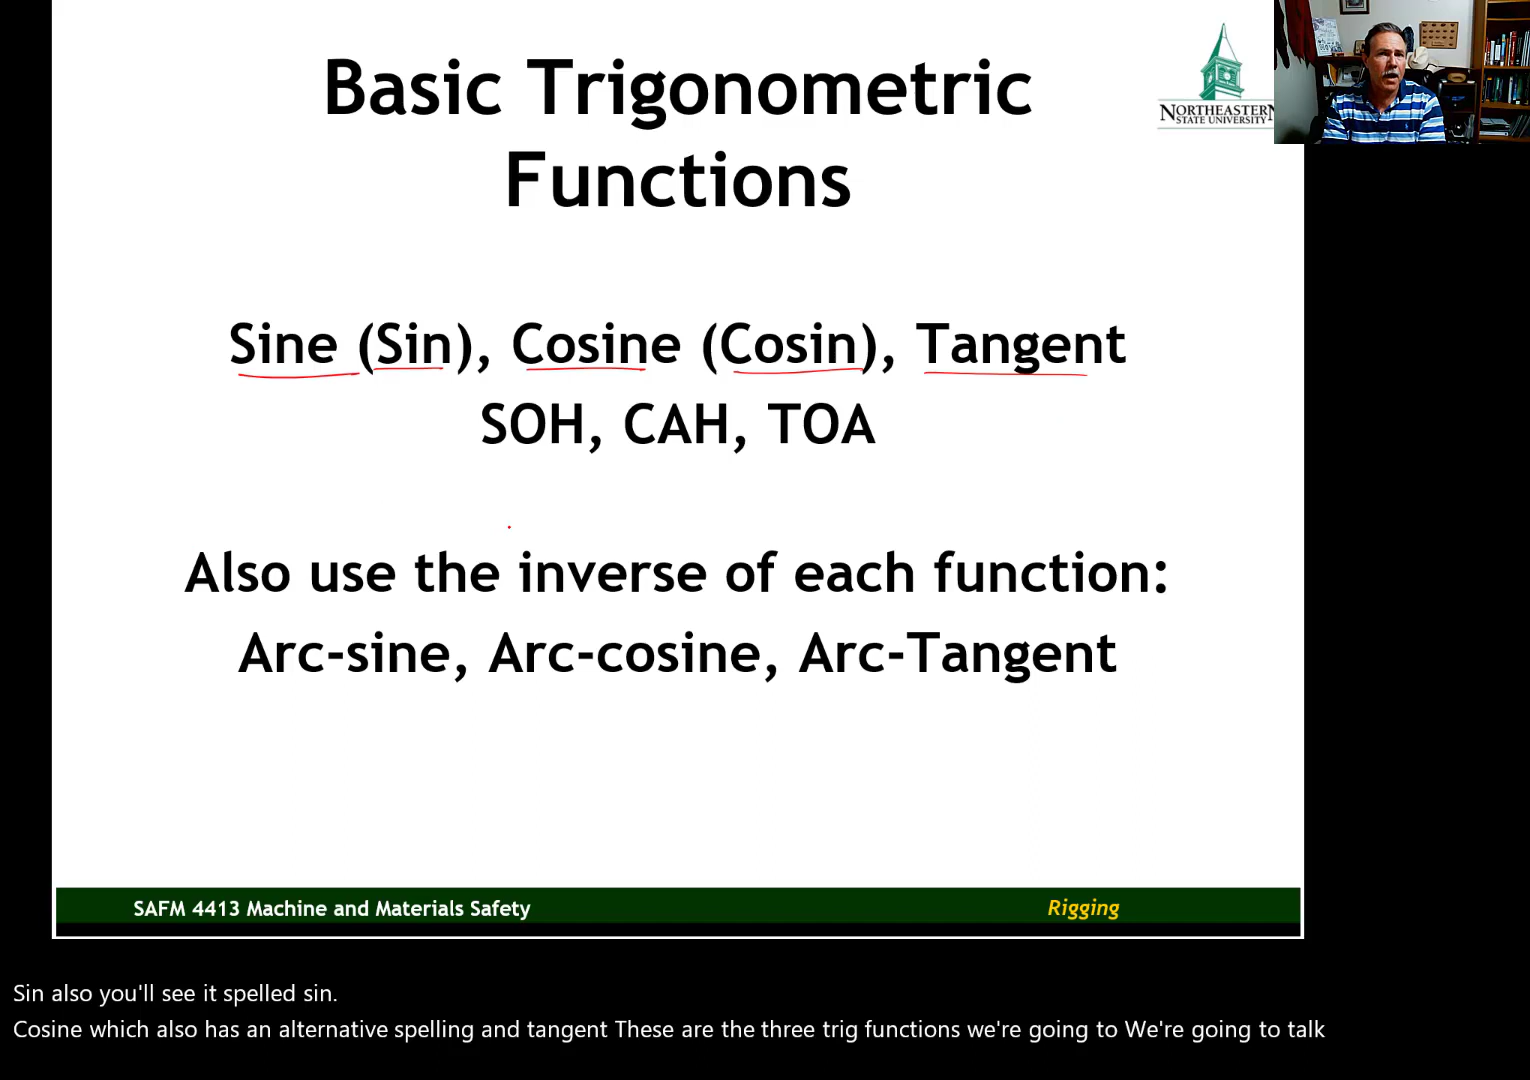 Basic Trigonometric
Functions
NORTHEASTERN
STATE UNIVERSITY
Sine (Sin), Cosine (Cosin), Tangent
SOH, CAH, TOA
Also use the inverse of each function:
Arc-sine, Arc-cosine, Arc-Tangent
SAFM 4413 Machine and Materials Safety
Rigging
Sin also you'll see it spelled sin.
Cosine which also has an alternative spelling and tangent These are the three trig functions we're going to We're going to talk